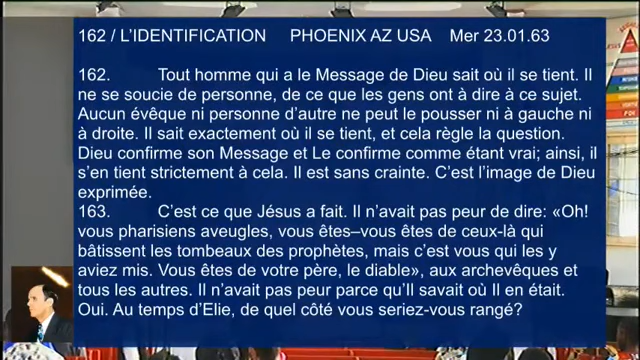 162 / L'IDENTIFICATION PHOENIX AZ USA Mer 23.01.63
162. Tout homme qui a le Message de Dieu sait où il se tient. Il
ne se soucie de personne, de ce que les gens ont à dire à ce sujet.
Aucun évêque ni personne d'autre ne peut le pousser ni à gauche ni
à droite. Il sait exactement où il se tient, et cela règle la question.
Dieu confirme son Message et Le confirme comme étant vrai; ainsi, il
s'en tient strictement à cela. Il est sans crainte. C'est l'image de Dieu
exprimée.
163. C'est ce que Jésus a fait. Il n'avait pas peur de dire: «Oh!
vous pharisiens aveugles, vous êtes–vous êtes de ceux-là qui
bâtissent les tombeaux des prophètes, mais c'est vous qui les y
aviez mis. Vous êtes de votre père, le diable», aux archevêques et
tous les autres. Il n'avait pas peur parce qu'Il savait où Il en était.
Oui. Au temps d'Elie, de quel côté vous seriez-vous rangé?